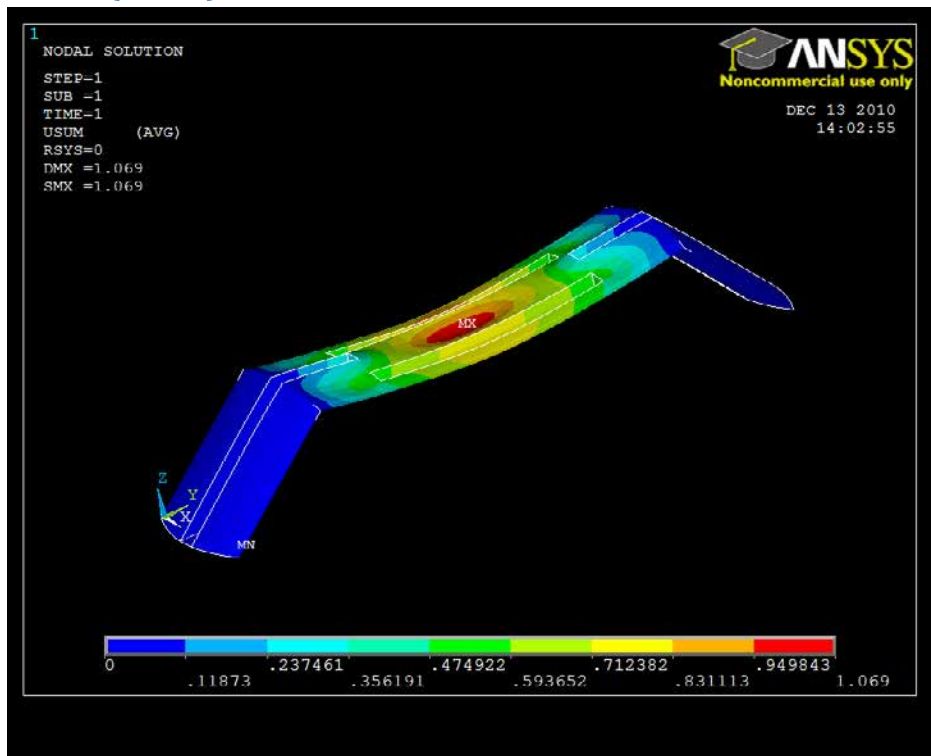 1
NODAL SOLUTION
STEP=1
SUB =1
TIME=1
USUM (AVG)
RSYS=0
DMX =1.069
SMX =1.069
ANSYS
Noncommercial use only
DEC 13 2010
14:02:55
MX
Z
Y
X
MN
0 .237461 .474922 .712382 .949843
.11873 .356191 .593652 .831113 1.069